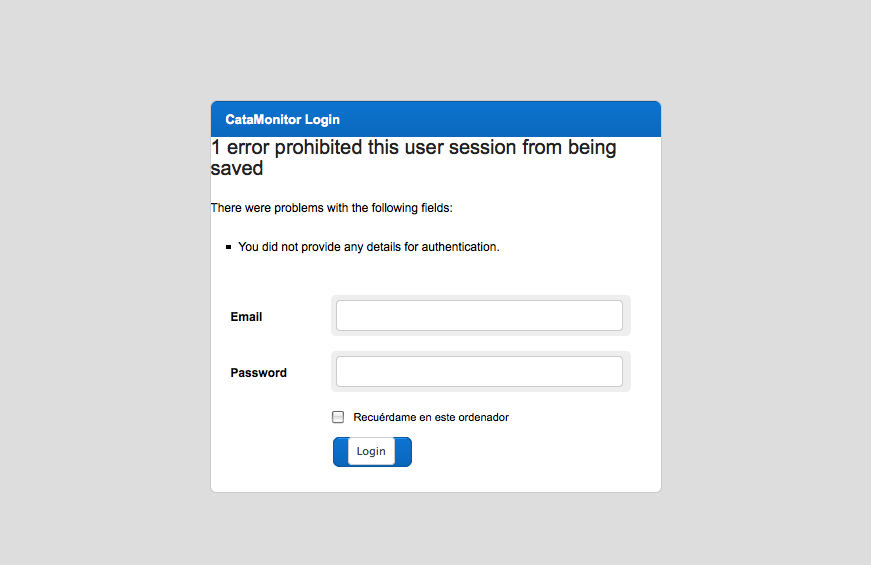 CataMonitor Login
1 error prohibited this user session from being
saved
There were problems with the following fields:
You did not provide any details for authentication.
Email
Password
Recuérdame en este ordenador
Login